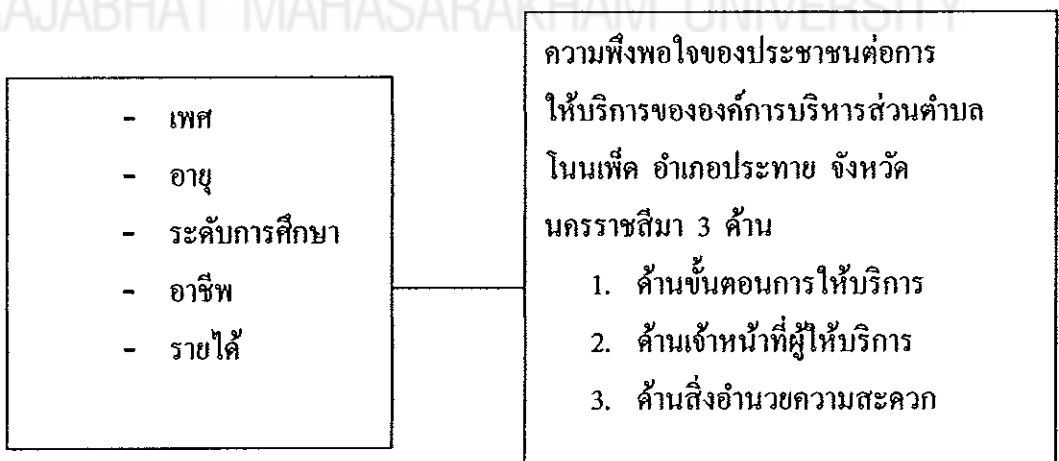 RAJABHAT MAHASARAKHAM UNIVERSITY
- เพศ
- อายุ
- ระดับการศึกษา
- อาชีพ
- รายได้
ความพึงพอใจของประชาชนต่อการ
ให้บริการขององค์การบริหารส่วนตำบล
โนนเพ็ด อำเภอประทาย จังหวัด
นครราชสีมา 3 ด้าน
1. ด้านขั้นตอนการให้บริการ
2. ด้านเจ้าหน้าที่ผู้ให้บริการ
3. ด้านสิ่งอำนวยความสะดวก